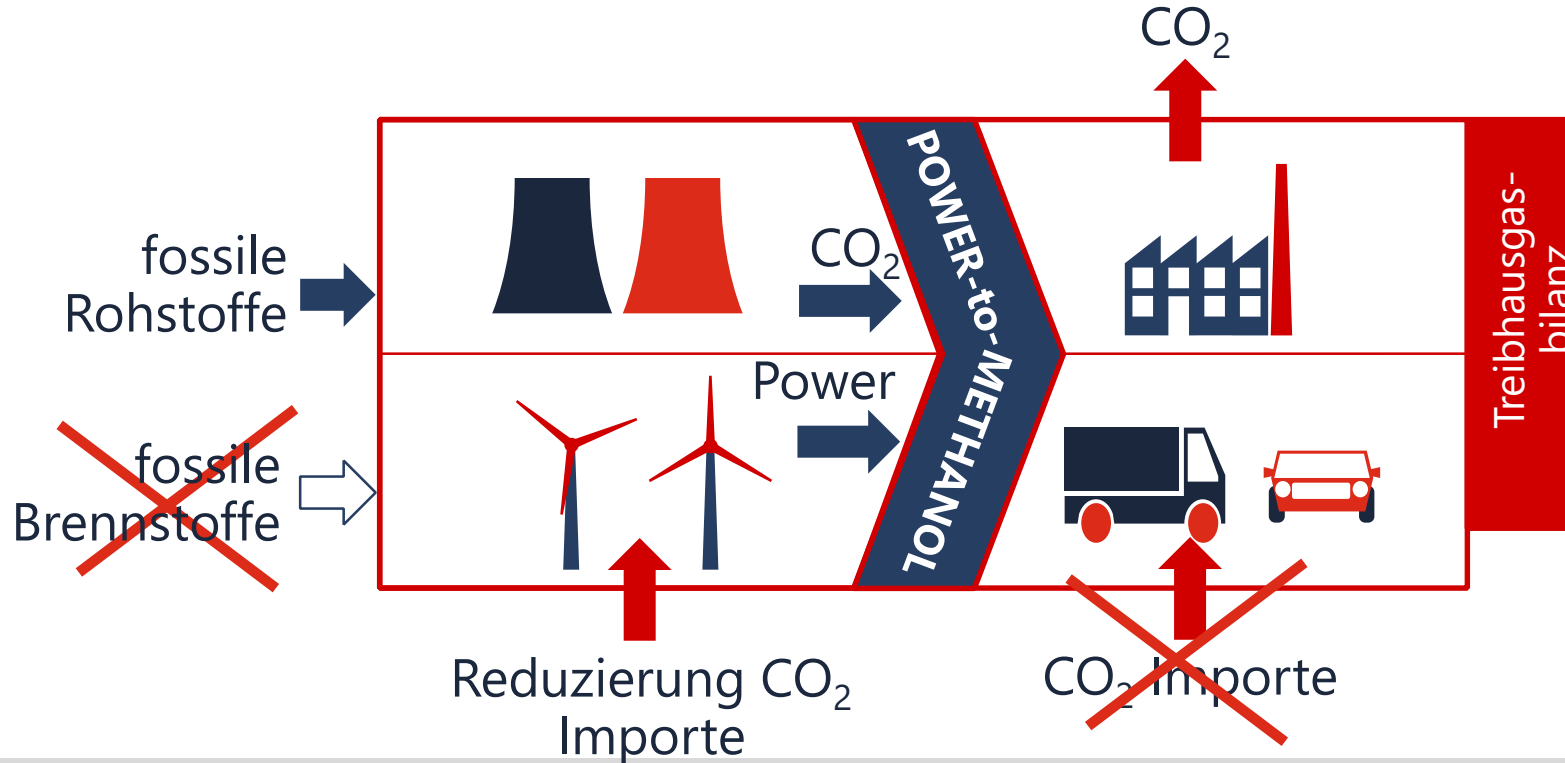 CO₂
fossile
Rohstoffe
CO₂
POWER-to-METHANOL
Treibhausgas-
bilanz
Power
fossile
Brennstoffe
Reduzierung CO₂
Importe
CO₂ Importe